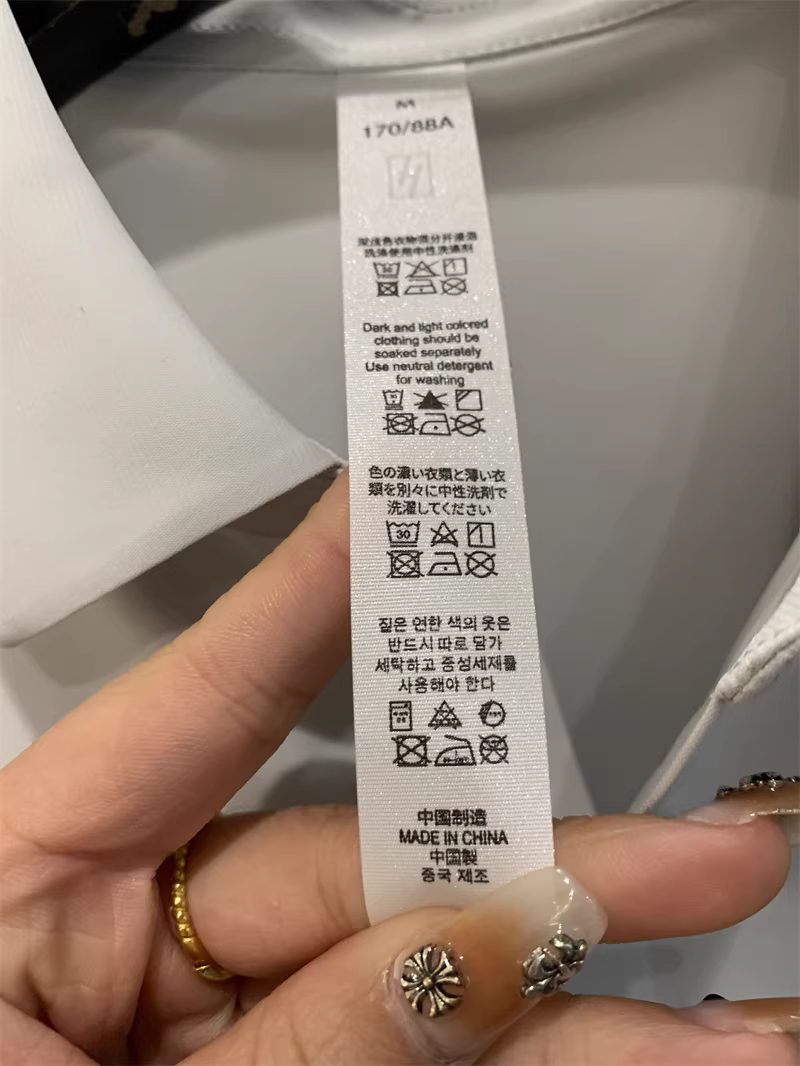 M
170/88A
深浅色衣物须分开浸泡
洗涤使用中性洗涤剂
30
Dark and light colored
clothing should be
soaked separately
Use neutral detergent
for washing
30
色の濃い衣類と薄い衣
類を別々に中性洗剤で
洗濯してください
30
짙은 연한 색의 옷은
반드시 따로 담가
세탁하고 중성세재를
사용해야 한다
中国制造
MADE IN CHINA
中国製
중국 제조